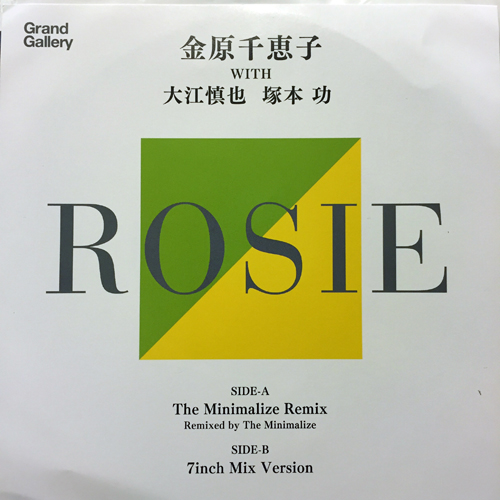 Grand
Gallery
金原千恵子
WITH
大江慎也 塚本 功
ROSIE
SIDE-A
The Minimalize Remix
Remixed by The Minimalize
SIDE-B
7inch Mix Version